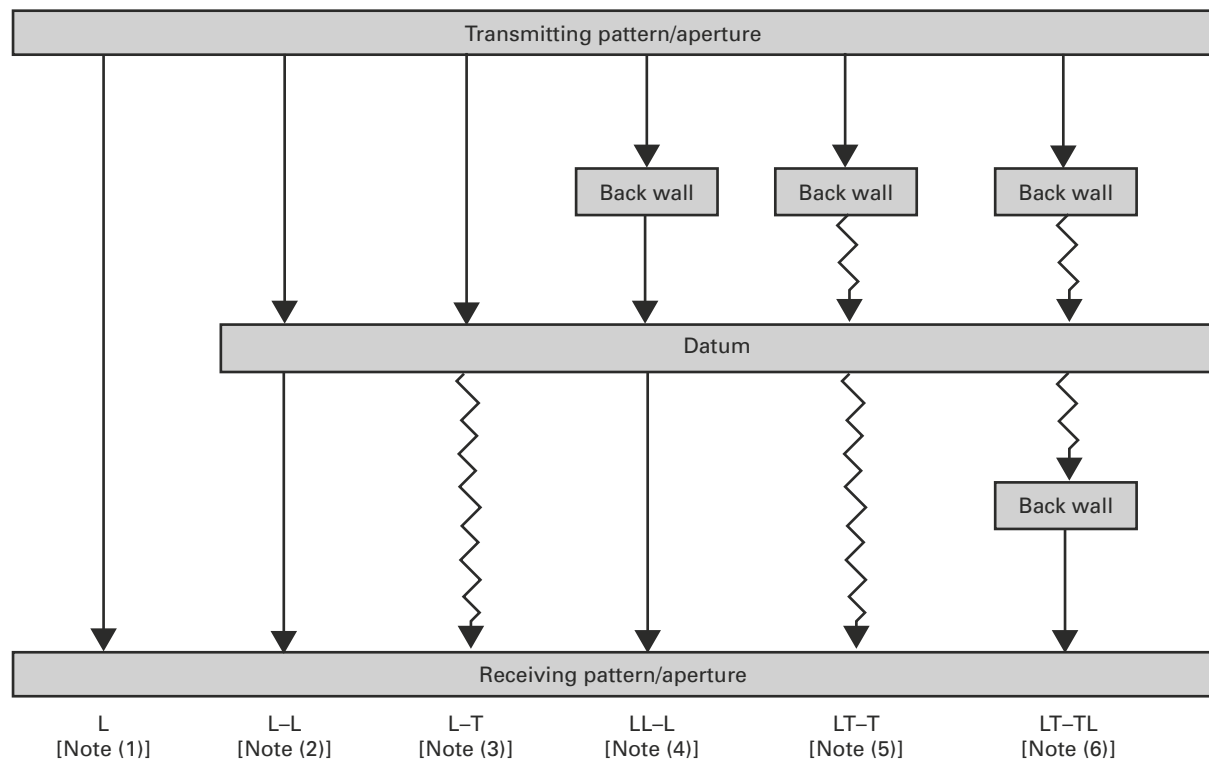 Transmitting pattern/aperture
Back wall
Back wall
Back wall
Datum
Back wall
Receiving pattern/aperture
L
[Note (1)]
L–L
[Note (2)]
L–T
[Note (3)]
LL–L
[Note (4)]
LT–T
[Note (5)]
LT–TL
[Note (6)]